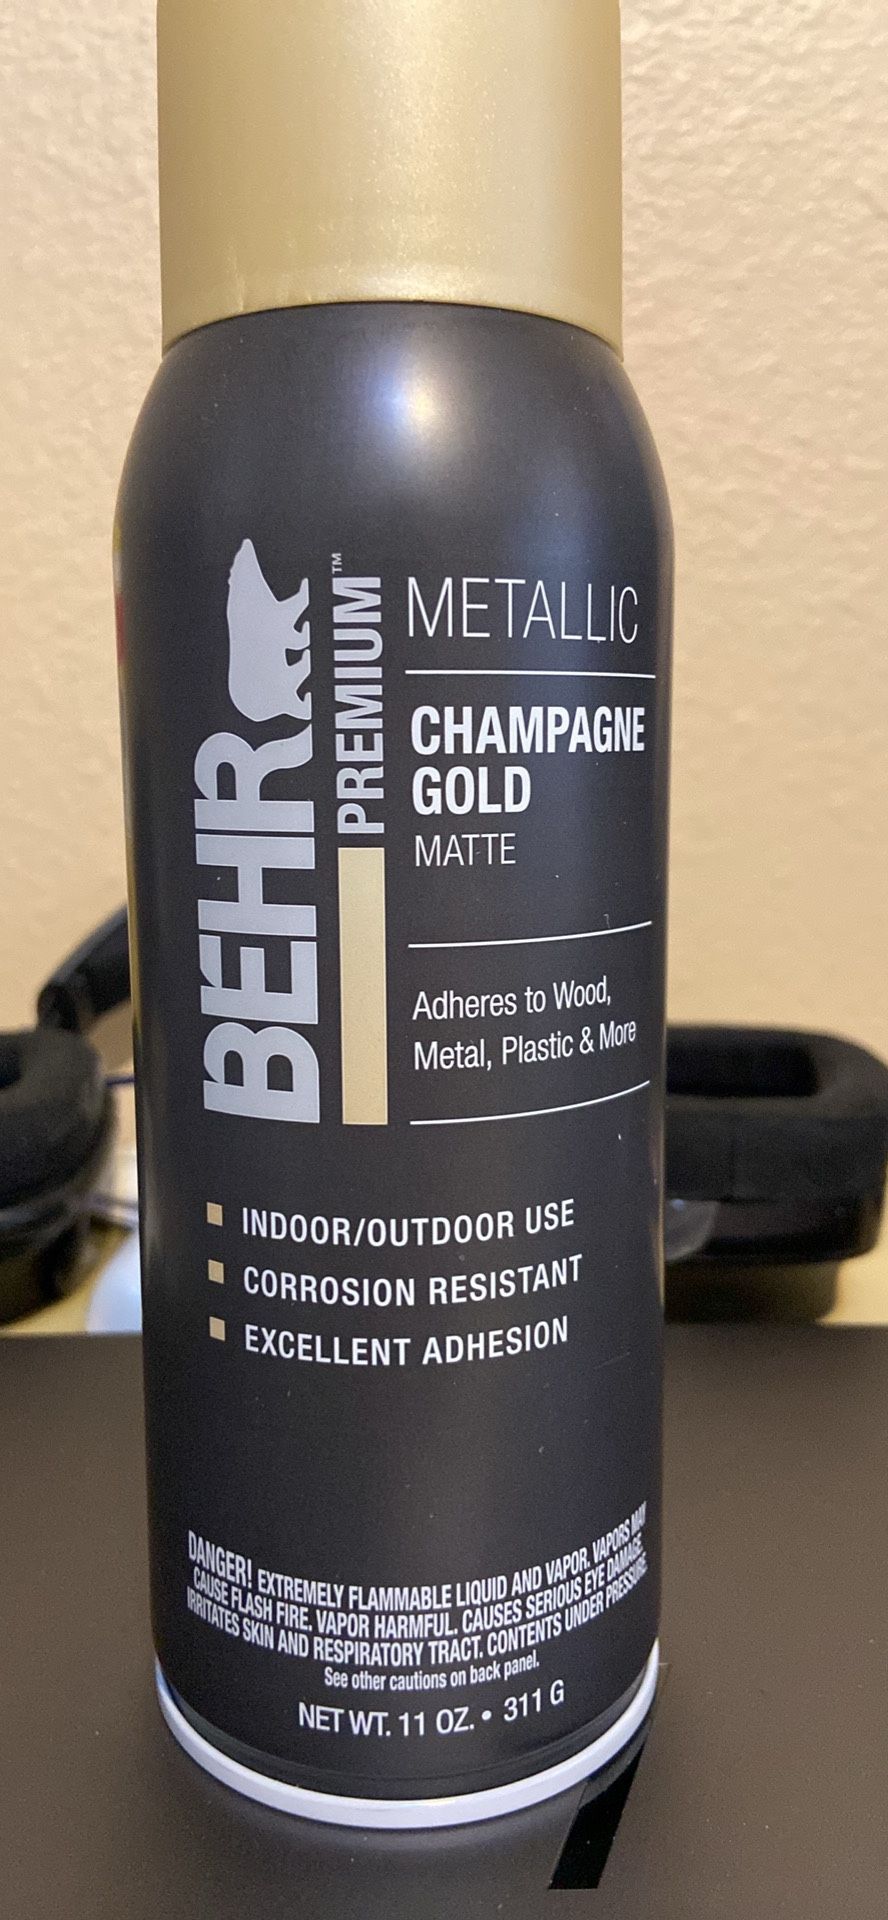 BEHR
PREMIUM™
METALLIC
CHAMPAGNE
GOLD
MATTE
Adheres to Wood,
Metal, Plastic & More
INDOOR/OUTDOOR USE
CORROSION RESISTANT
EXCELLENT ADHESION
DANGER! EXTREMELY FLAMMABLE LIQUID AND VAPOR. VAPORS MAY
CAUSE FLASH FIRE. VAPOR HARMFUL. CAUSES SERIOUS EYE DAMAGE.
IRRITATES SKIN AND RESPIRATORY TRACT. CONTENTS UNDER PRESSURE.
See other cautions on back panel.
NET WT. 11 OZ. • 311 G